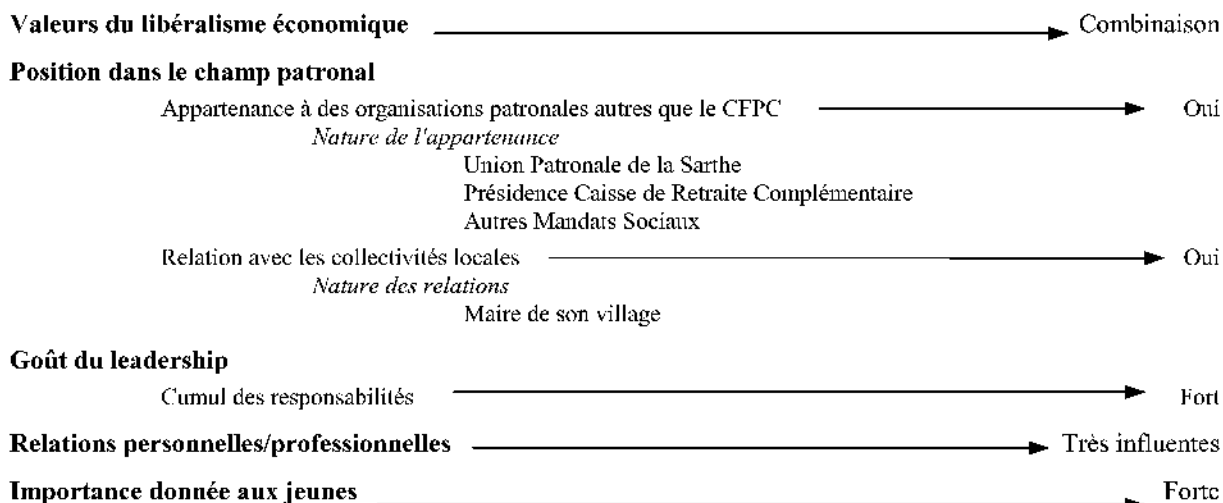 Valeurs du libéralisme économique Combinaison
Position dans le champ patronal
Appartenance à des organisations patronales autres que le CFPC Oui
Nature de l'appartenance
Union Patronale de la Sarthe
Présidence Caisse de Retraite Complémentaire
Autres Mandats Sociaux
Relation avec les collectivités locales Oui
Nature des relations
Maire de son village
Goût du leadership
Cumul des responsabilités Fort
Relations personnelles/professionnelles Très influentes
Importance donnée aux jeunes Forte